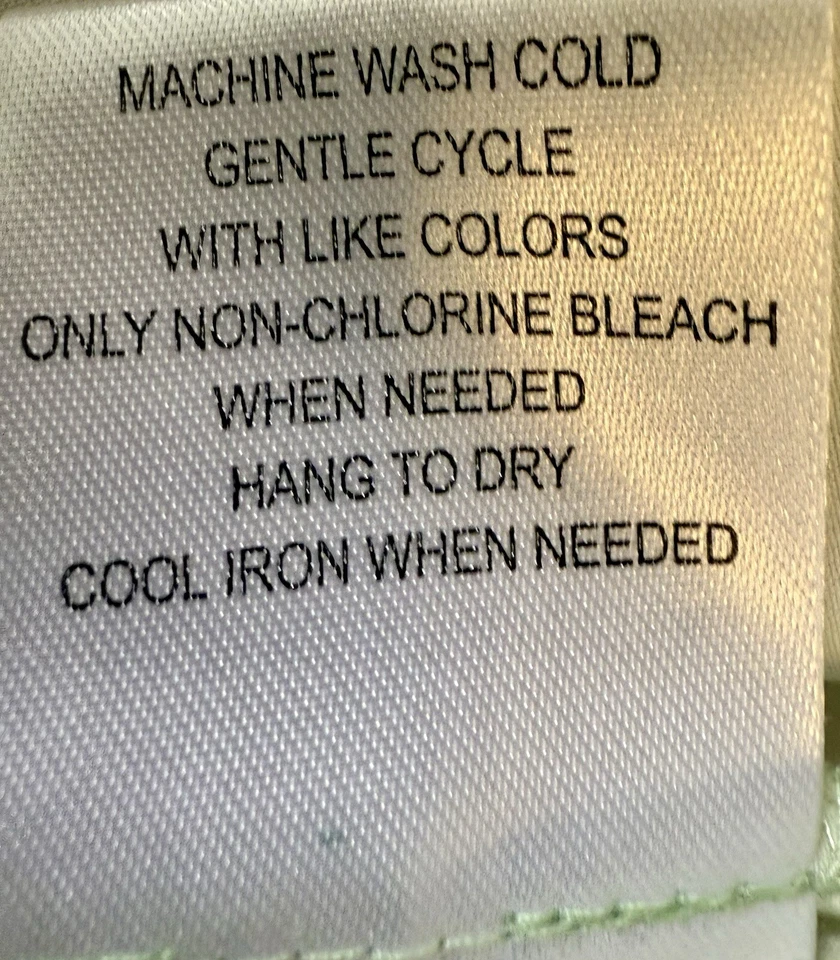 MACHINE WASH COLD
GENTLE CYCLE
WITH LIKE COLORS
ONLY NON-CHLORINE BLEACH
WHEN NEEDED
HANG TO DRY
COOL IRON WHEN NEEDED